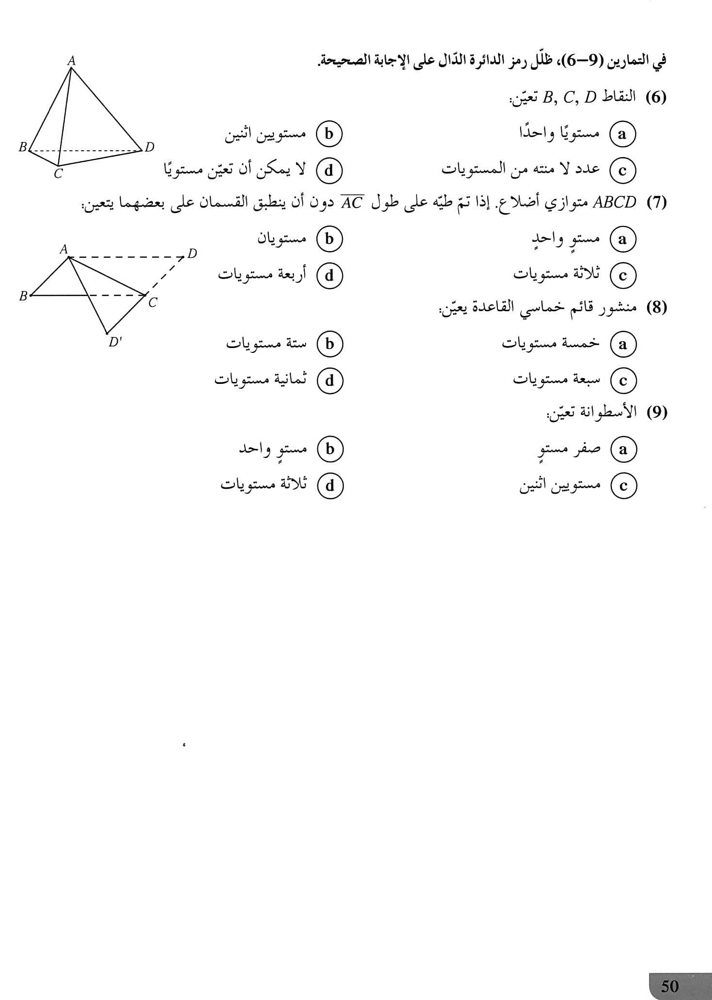 في التمارين (9–6)، ظلّل رمز الدائرة الدّال على الإجابة الصحيحة.
(6) النقاط B, C, D تعيّن:
a مستويًا واحدًا b مستويين اثنين
c عدد لا منته من المستويات d لا يمكن أن تعيّن مستويًا
A
B
D
C
(7) ABCD متوازي أضلاع. إذا تمّ طيّه على طول AC دون أن ينطبق القسمان على بعضهما يتعين:
a مستوٍ واحدٍ b مستويان
c ثلاثة مستويات d أربعة مستويات
A
D
B
C
D'
(8) منشور قائم خماسي القاعدة يعيّن:
a خمسة مستويات b ستة مستويات
c سبعة مستويات d ثمانية مستويات
(9) الأسطوانة تعيّن:
a صفر مستوٍ b مستوٍ واحد
c مستويين اثنين d ثلاثة مستويات
50